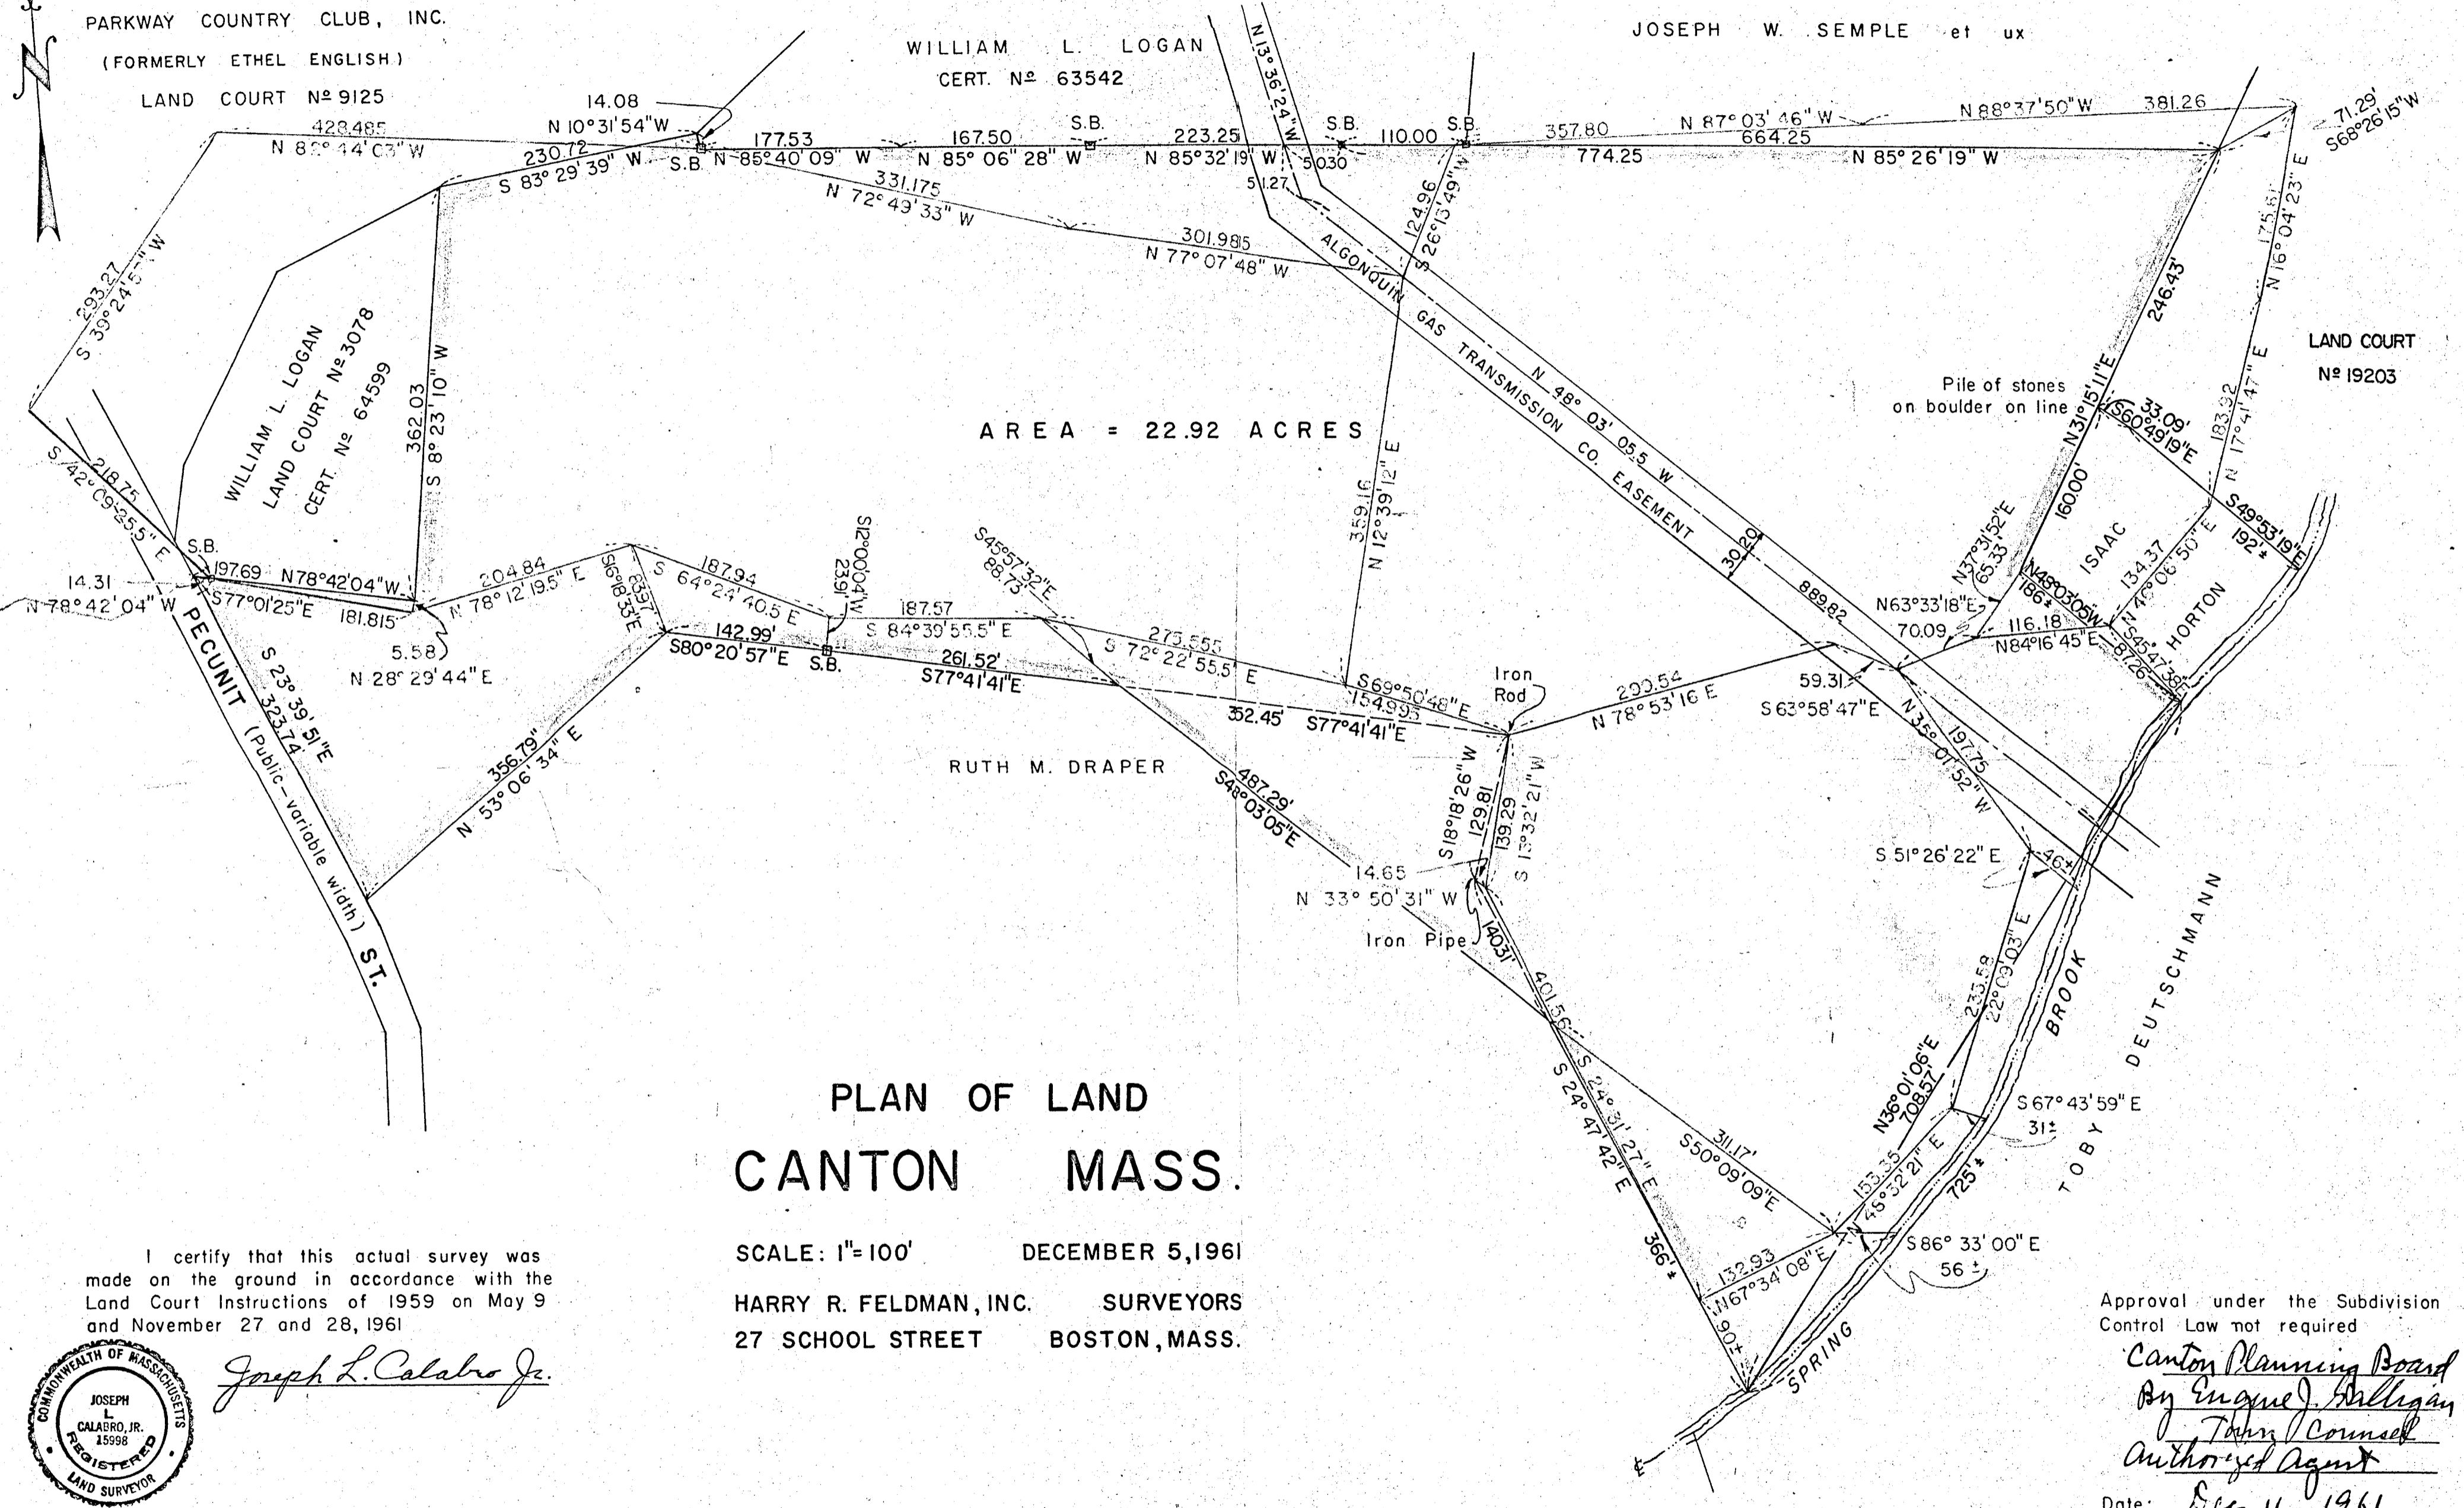 PARKWAY COUNTRY CLUB, INC.
(FORMERLY ETHEL ENGLISH)
LAND COURT Nº 9125
WILLIAM L. LOGAN
CERT. Nº 63542
JOSEPH W. SEMPLE et ux
N
428.485
14.08
N 10°31'54"W
230.72
S 83°29'39" W
S.B.
177.53
N 85°40'09" W
167.50
N 85°06'28" W
S.B.
223.25
N 85°32'19" W
N 13°36'24" W
S.B.
50.30
51.27
110.00
S.B.
357.80
N 87°03'46" W
664.25
774.25
N 85°26'19" W
N 88°37'50" W
381.26
71.29'
S68°26'15"W
331.175
N 72°49'33" W
301.985
N 77°07'48" W
124.96
S 26°13'49" W
N 16°04'23" E
293.27
WILLIAM L. LOGAN
LAND COURT Nº 3078
CERT. Nº 64599
362.03
S 8°23'10" W
AREA = 22.92 ACRES
ALGONQUIN GAS TRANSMISSION CO. EASEMENT
N 48° 03' 05.5 W
30.20
889.82
359.16
N 12°39'12" E
246.43'
N31°15'11"E
160.00'
Pile of stones
on boulder on line
33.09'
S60°49'19"E
183.92
N 17°41'47" E
LAND COURT
Nº 19203
S49°53'19"E
192'±
ISAAC HORTON
134.37
N 40°06'50" E
N48°03'05W
186±
N37°31'52"E
65.33'
N63°33'18"E
70.09
116.18
N84°16'45"E
S45°47'38"E
87.26
218.75
S 42°09'25.5" E
S.B.
197.69 N78°42'04"W
14.31
N 78°42'04" W
S77°01'25"E
181.815
5.58
N 28°29'44" E
204.84
N 78°12'19.5" E
83.97
S16°18'33"E
187.94
S 64°24'40.5 E
S12°00'04"W
23.91'
142.99'
S80°20'57"E
S.B.
187.57
S 84°39'55.5" E
S45°57'32"E
88.73
261.52'
S77°41'41"E
275.555
S 72°22'55.5" E
S69°50'48"E
154.995
352.45 S77°41'41"E
Iron
Rod
N 78°53'16 E
59.31
S 63°58'47"E
197.75
N 35°01'52" W
PECUNIT (Public-variable width) ST.
S 23°39'51"E
323.74'
356.79'
N 53°06'34" E
RUTH M. DRAPER
487.29'
S48°03'05"E
S18°18'26"W
129.81
139.29
S 13°32'21" W
14.65
N 33°50'31" W
Iron Pipe
140.31'
401.56
S 24°31'27" E
S 24°47'42" E
366'±
311.17'
S50°09'09"E
S 51°26'22" E
46±
22°09'03" E
N36°01'06"E
708.57'
S 67°43'59" E
31±
725'±
153.35
S86°33'00" E
56±
132.93
N67°34'08" E
90±
SPRING BROOK
TOBY DEUTSCHMANN
PLAN OF LAND
CANTON MASS.
SCALE: 1"=100' DECEMBER 5,1961
HARRY R. FELDMAN, INC. SURVEYORS
27 SCHOOL STREET BOSTON, MASS.
I certify that this actual survey was
made on the ground in accordance with the
Land Court Instructions of 1959 on May 9
and November 27 and 28, 1961
Joseph L. Calabro Jr.
COMMONWEALTH OF MASSACHUSETTS
JOSEPH
L.
CALABRO, JR.
15998
REGISTERED
LAND SURVEYOR
Approval under the Subdivision
Control Law not required
Canton Planning Board
By Eugene J. Galligan
Town Counsel
Authorized Agent
Date: Dec 11 1961